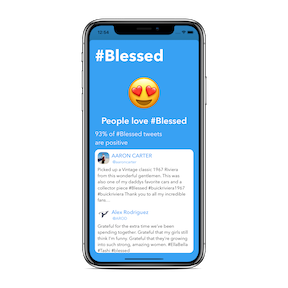 12:54
#Blessed
People love #Blessed
93% of #Blessed tweets
are positive
AARON CARTER
@aaroncarter
Picked up a Vintage classic 1967 Riviera
from this wonderful gentlemen. This was
also one of my daddys favorite cars and a
collector piece #Blessed #buickriviera1967
#buickriviera Thank you to all my incredible
fans...
Alex Rodriguez
@AROD
Grateful for the extra time we've been
spending together. Grateful that my girls still
think I'm funny. Grateful that they're growing
into such strong, amazing women. #EllaBella
#Tashi #blessed